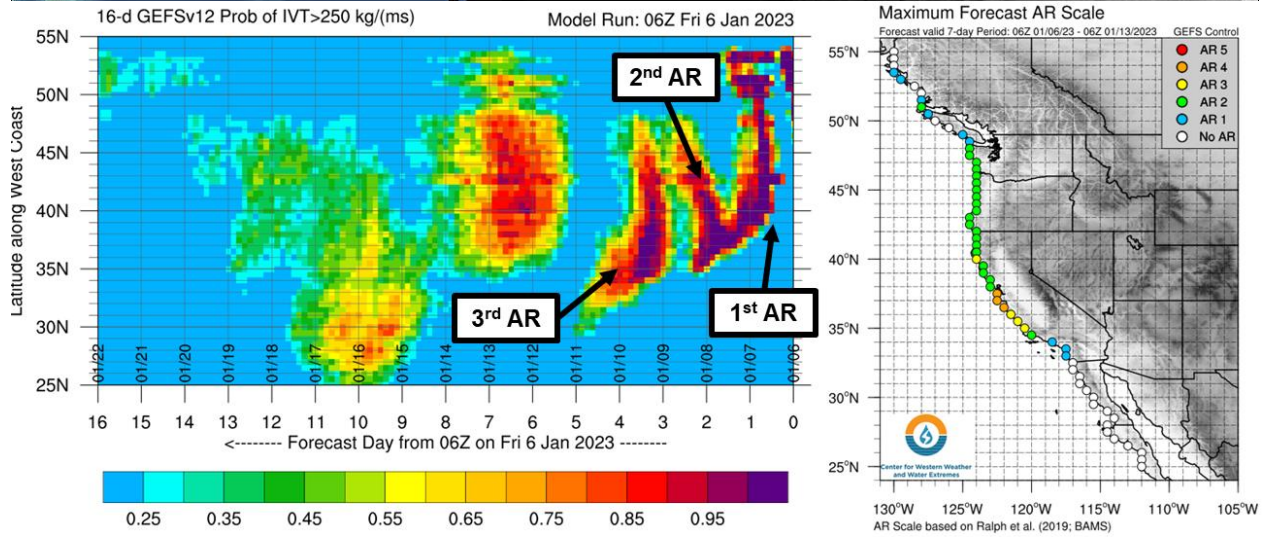 16-d GEFSv12 Prob of IVT>250 kg/(ms)
Model Run: 06Z Fri 6 Jan 2023
Latitude along West Coast
55N
50N
45N
40N
35N
30N
25N
2nd AR
3rd AR
1st AR
01/22
01/21
01/20
01/19
01/18
01/17
01/16
01/15
01/14
01/13
01/12
01/11
01/10
01/09
01/08
01/07
01/06
16 15 14 13 12 11 10 9 8 7 6 5 4 3 2 1 0
<-------- Forecast Day from 06Z on Fri 6 Jan 2023 --------
0.25 0.35 0.45 0.55 0.65 0.75 0.85 0.95
Maximum Forecast AR Scale
Forecast valid 7-day Period: 06Z 01/06/23 - 06Z 01/13/2023
GEFS Control
AR 5
AR 4
AR 3
AR 2
AR 1
No AR
55°N
50°N
45°N
40°N
35°N
30°N
25°N
Center for Western Weather
and Water Extremes
130°W 125°W 120°W 115°W 110°W 105°W
AR Scale based on Ralph et al. (2019; BAMS)